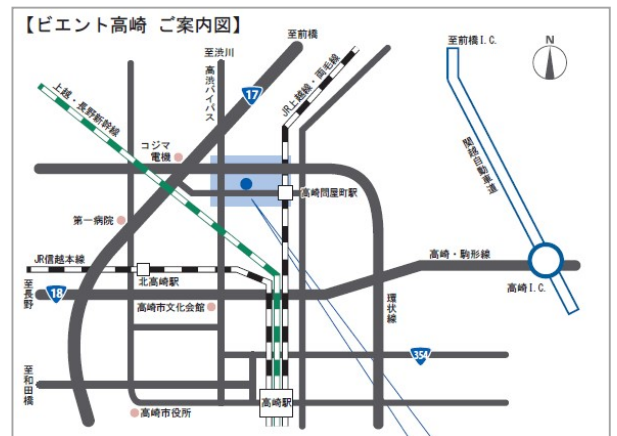 【ビエント高崎 ご案内図】
至渋川
至前橋
至前橋I.C.
N
高渋バイパス
17
JR上越線・両毛線
上越・長野新幹線
コジマ
電機
関越自動車道
高崎問屋町駅
第一病院
JR信越本線
北高崎駅
高崎・駒形線
高崎I.C.
至長野
18
高崎市文化会館
環状線
354
至和田橋
高崎駅
高崎市役所